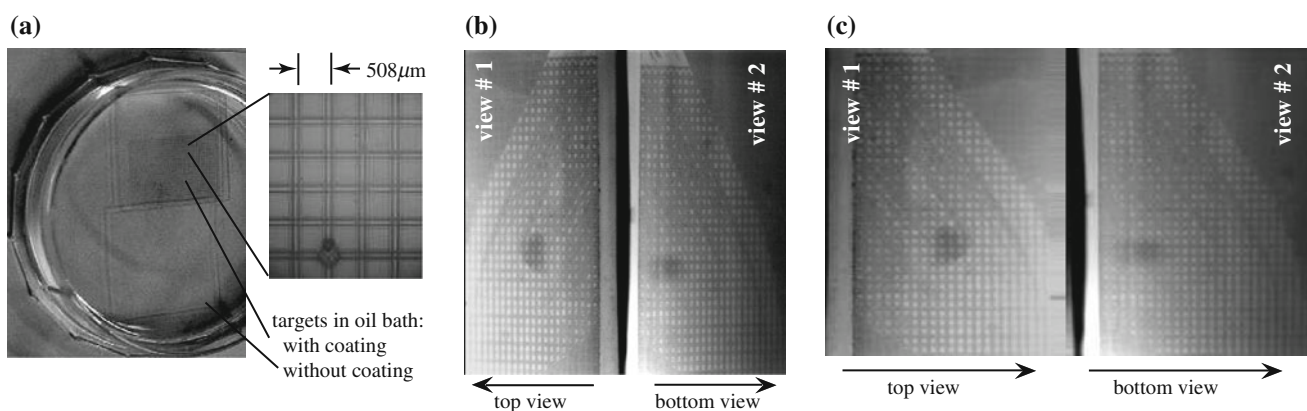 (a)
508μm
targets in oil bath:
with coating
without coating
(b)
view # 1
view # 2
top view
bottom view
(c)
view # 1
view # 2
top view
bottom view